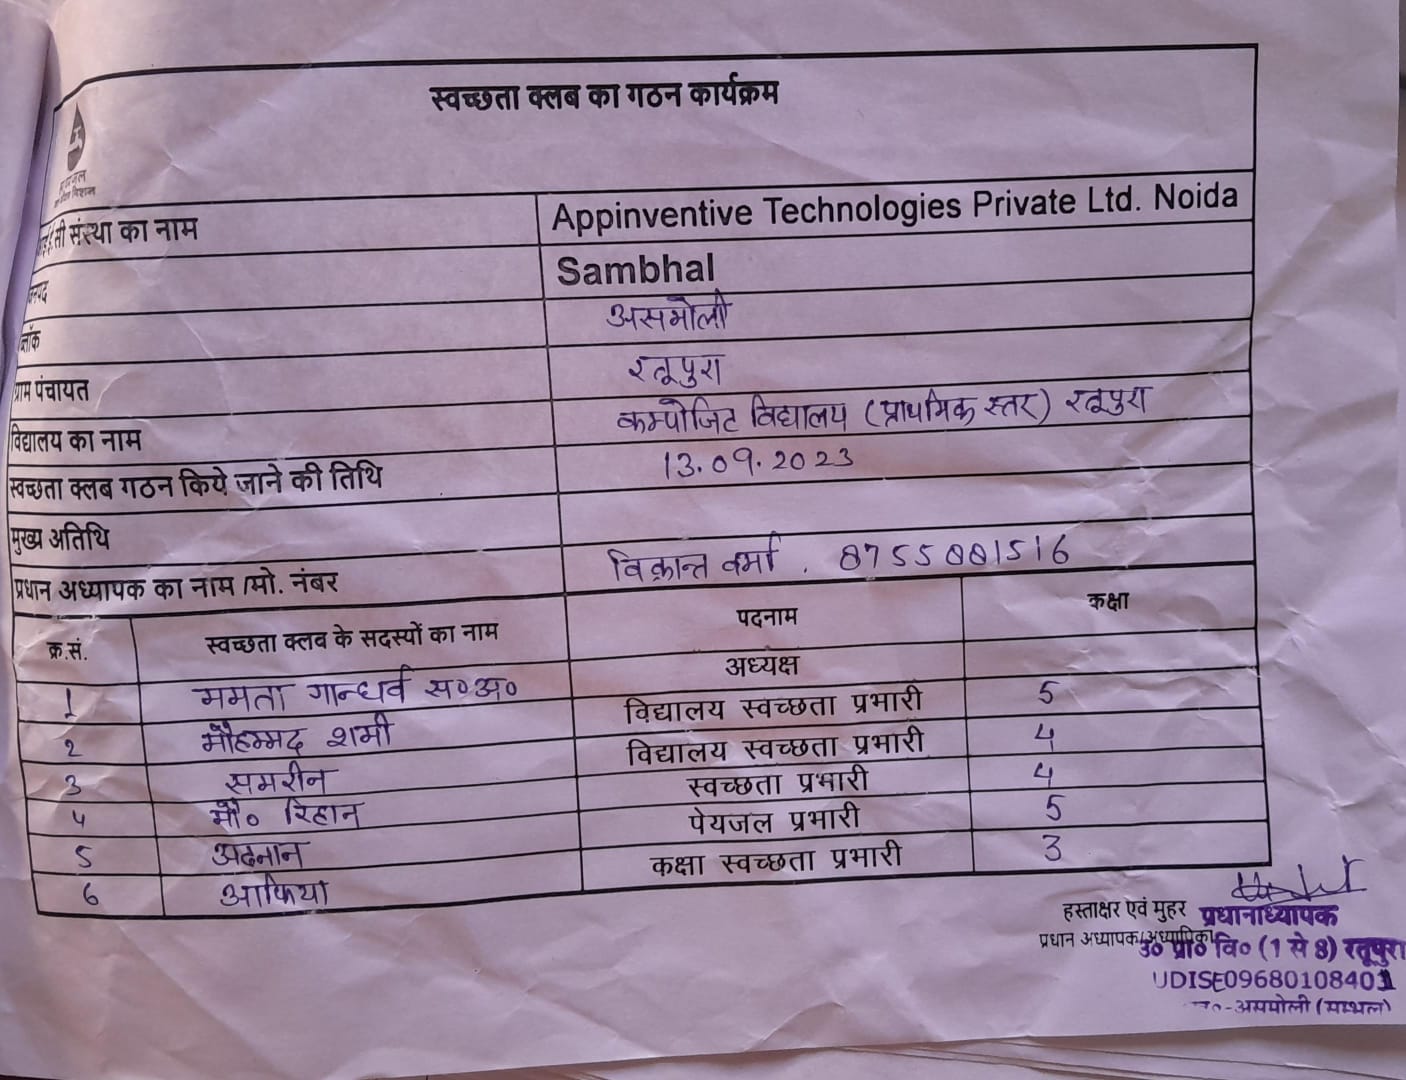 स्वच्छता क्लब का गठन कार्यक्रम
संस्था का नाम Appinventive Technologies Private Ltd. Noida
Sambhal
ब्लॉक असमोली
ग्राम पंचायत रतूपुरा
विद्यालय का नाम कम्पोजिट विद्यालय (प्राथमिक स्तर) रतूपुरा
स्वच्छता क्लब गठन किये जाने की तिथि 13.09.2023
मुख्य अतिथि
प्रधान अध्यापक का नाम /मो. नंबर विक्रान्त वर्मा . 8755881516
क्र.सं. स्वच्छता क्लब के सदस्यों का नाम पदनाम कक्षा
1 ममता गान्धर्व स०अ० अध्यक्ष
2 मौहम्मद शमी विद्यालय स्वच्छता प्रभारी 5
3 समरीन विद्यालय स्वच्छता प्रभारी 4
4 मौ० रिहान स्वच्छता प्रभारी 4
5 अदनान पेयजल प्रभारी 5
6 आफिया कक्षा स्वच्छता प्रभारी 3
हस्ताक्षर एवं मुहर प्रधानाध्यापक
प्रधान अध्यापक/अध्यापिका
उ० प्रा० वि० (1 से 8) रतूपुरा
UDISE09680108401
असमोली (सम्भल)